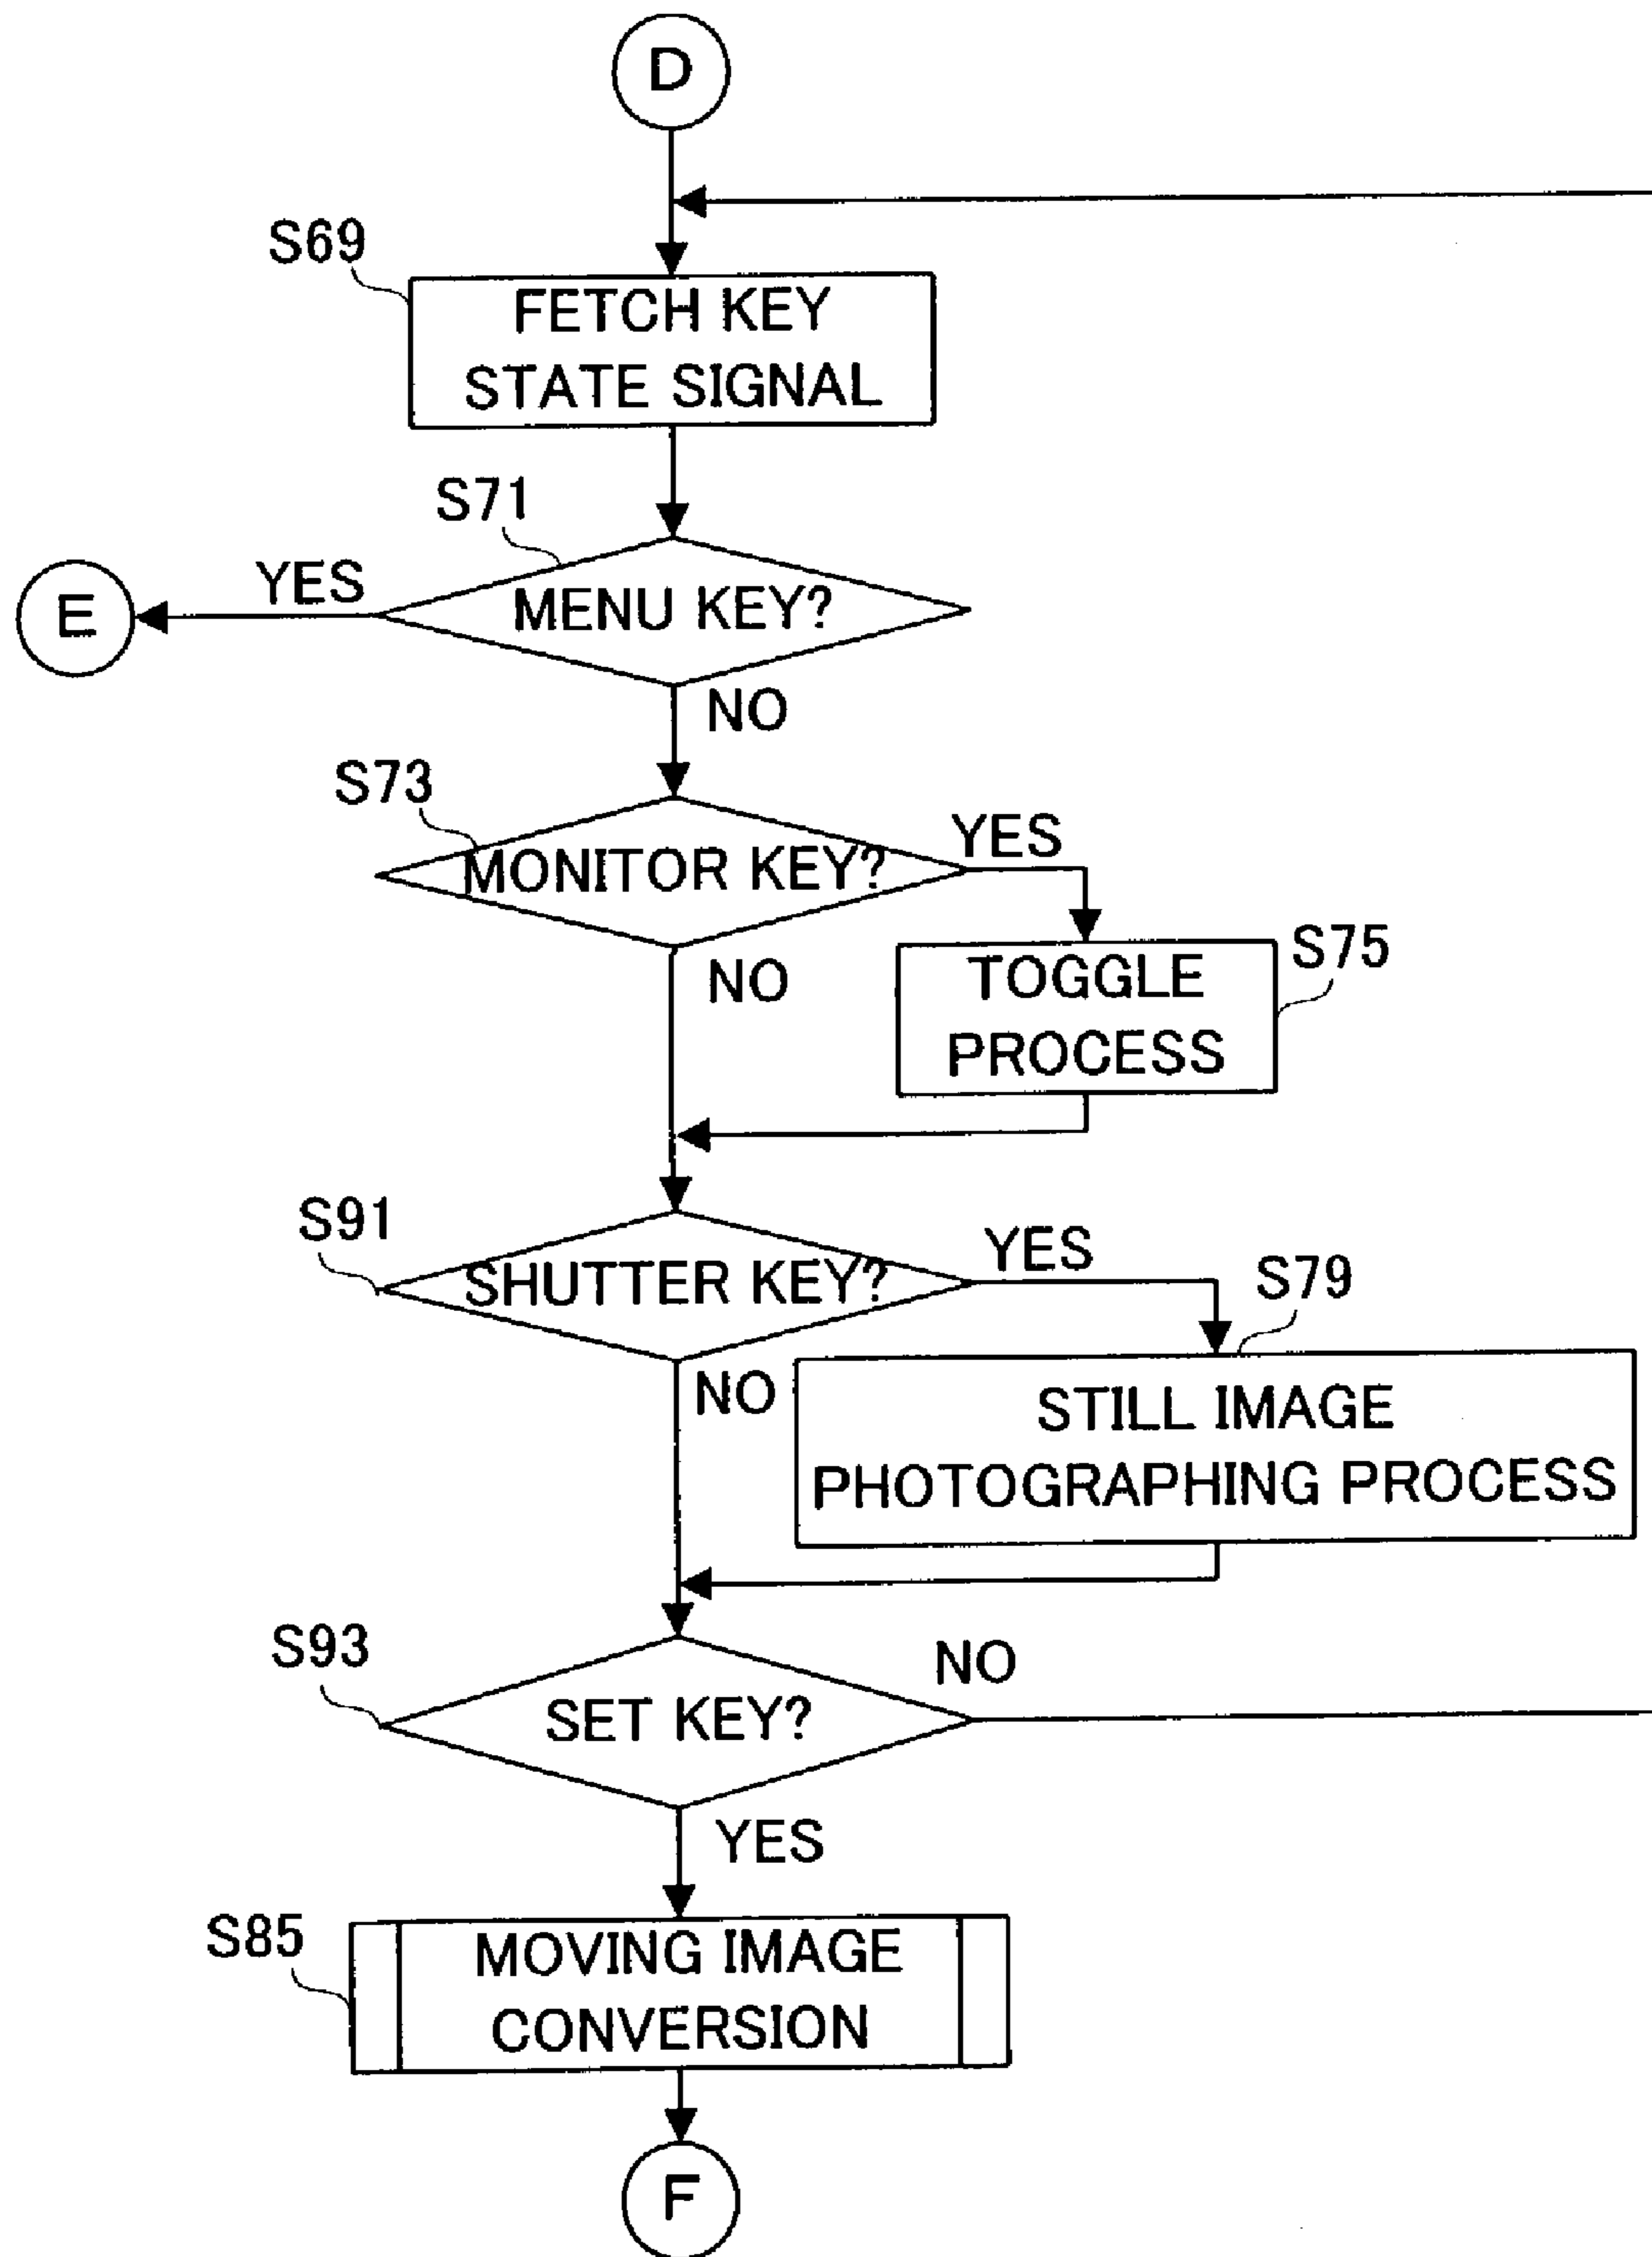 D
S69
FETCH KEY
STATE SIGNAL
S71
YES
E
MENU KEY?
NO
S73
YES
MONITOR KEY?
NO
S75
TOGGLE
PROCESS
S91
YES
SHUTTER KEY?
NO
S79
STILL IMAGE
PHOTOGRAPHING PROCESS
S93
NO
SET KEY?
YES
S85
MOVING IMAGE
CONVERSION
F